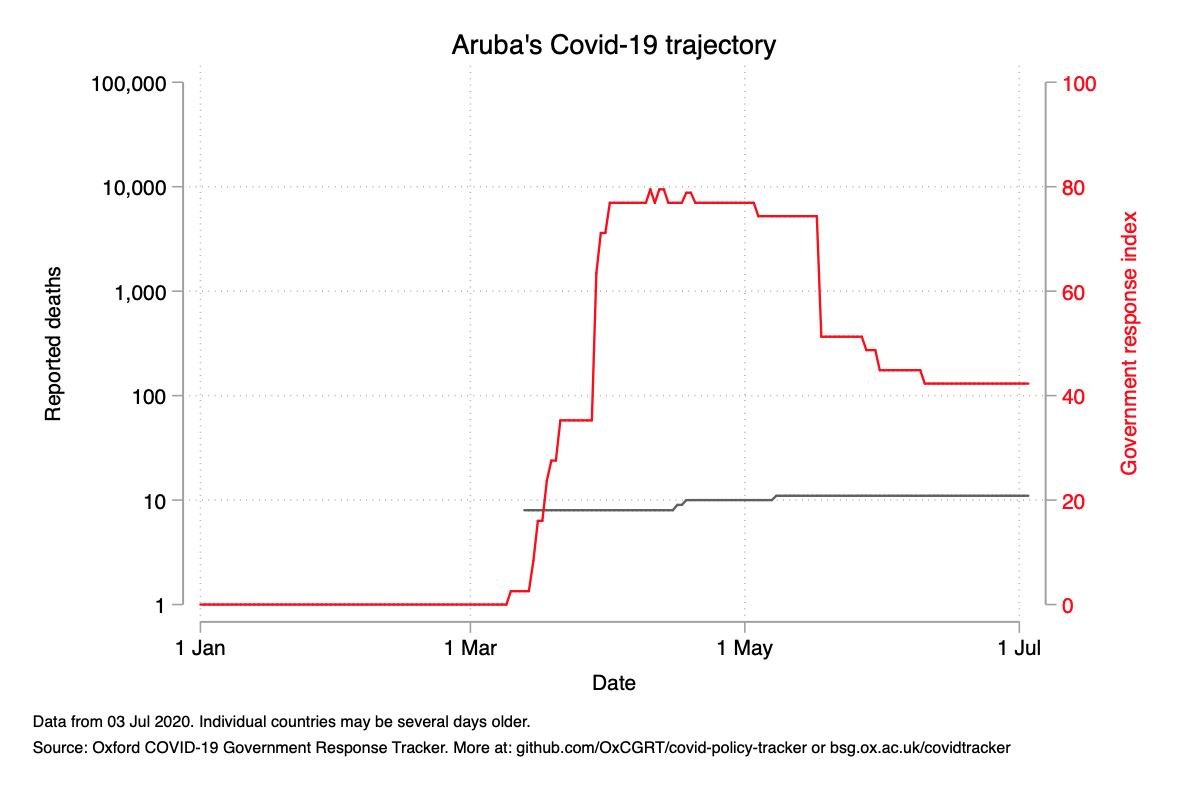 Aruba's Covid-19 trajectory
100,000
10,000
1,000
100
10
1
Reported deaths
100
80
60
40
20
0
Government response index
1 Jan
1 Mar
1 May
1 Jul
Date
Data from 03 Jul 2020. Individual countries may be several days older.
Source: Oxford COVID-19 Government Response Tracker. More at: github.com/OxCGRT/covid-policy-tracker or bsg.ox.ac.uk/covidtracker